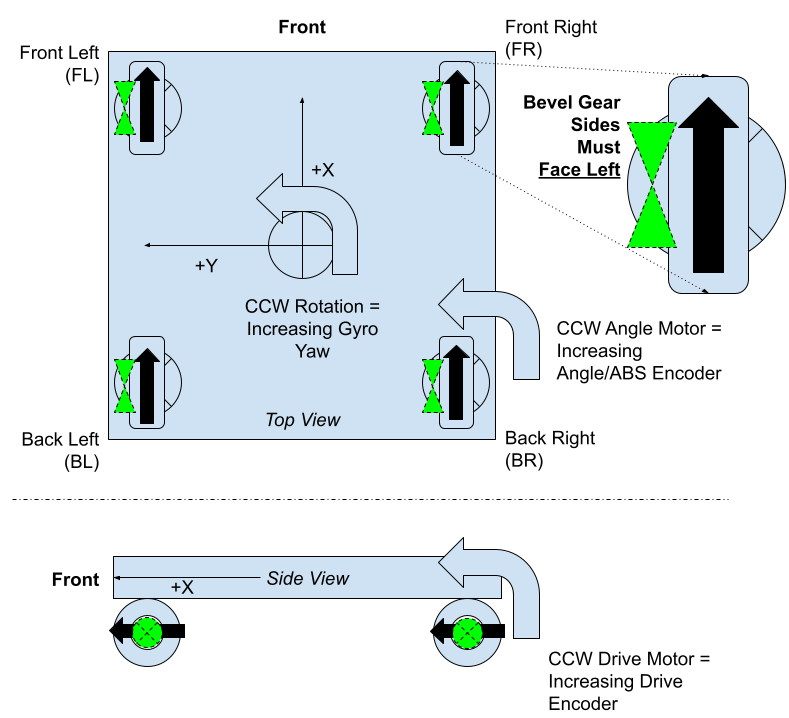 Front
Front Left
(FL)
Front Right
(FR)
Bevel Gear
Sides
Must
Face Left
+X
+Y
CCW Rotation =
Increasing Gyro
Yaw
CCW Angle Motor =
Increasing
Angle/ABS Encoder
Top View
Back Left
(BL)
Back Right
(BR)
Front
+X
Side View
CCW Drive Motor =
Increasing Drive
Encoder